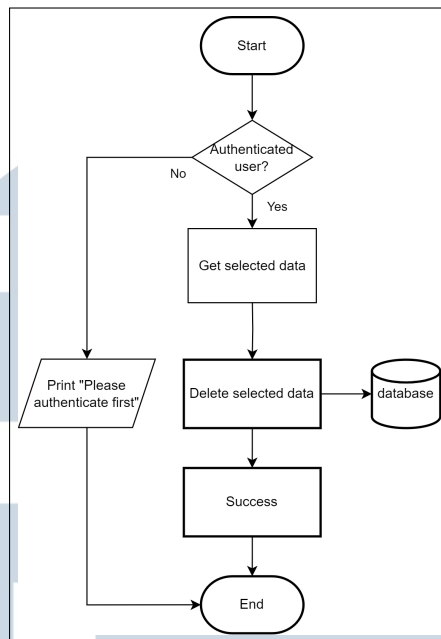 Start
Authenticated
user?
No
Yes
Get selected data
Print "Please
authenticate first"
Delete selected data
database
Success
End